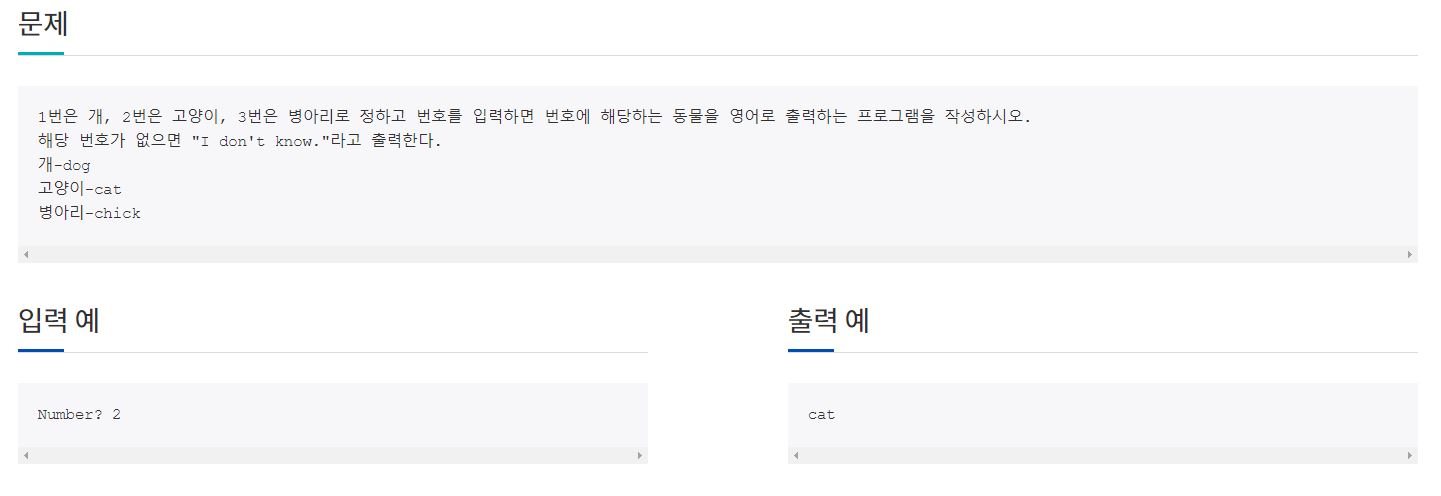 문제
1번은 개, 2번은 고양이, 3번은 병아리로 정하고 번호를 입력하면 번호에 해당하는 동물을 영어로 출력하는 프로그램을 작성하시오.
해당 번호가 없으면 "I don't know."라고 출력한다.
개-dog
고양이-cat
병아리-chick
입력 예
Number? 2
출력 예
cat